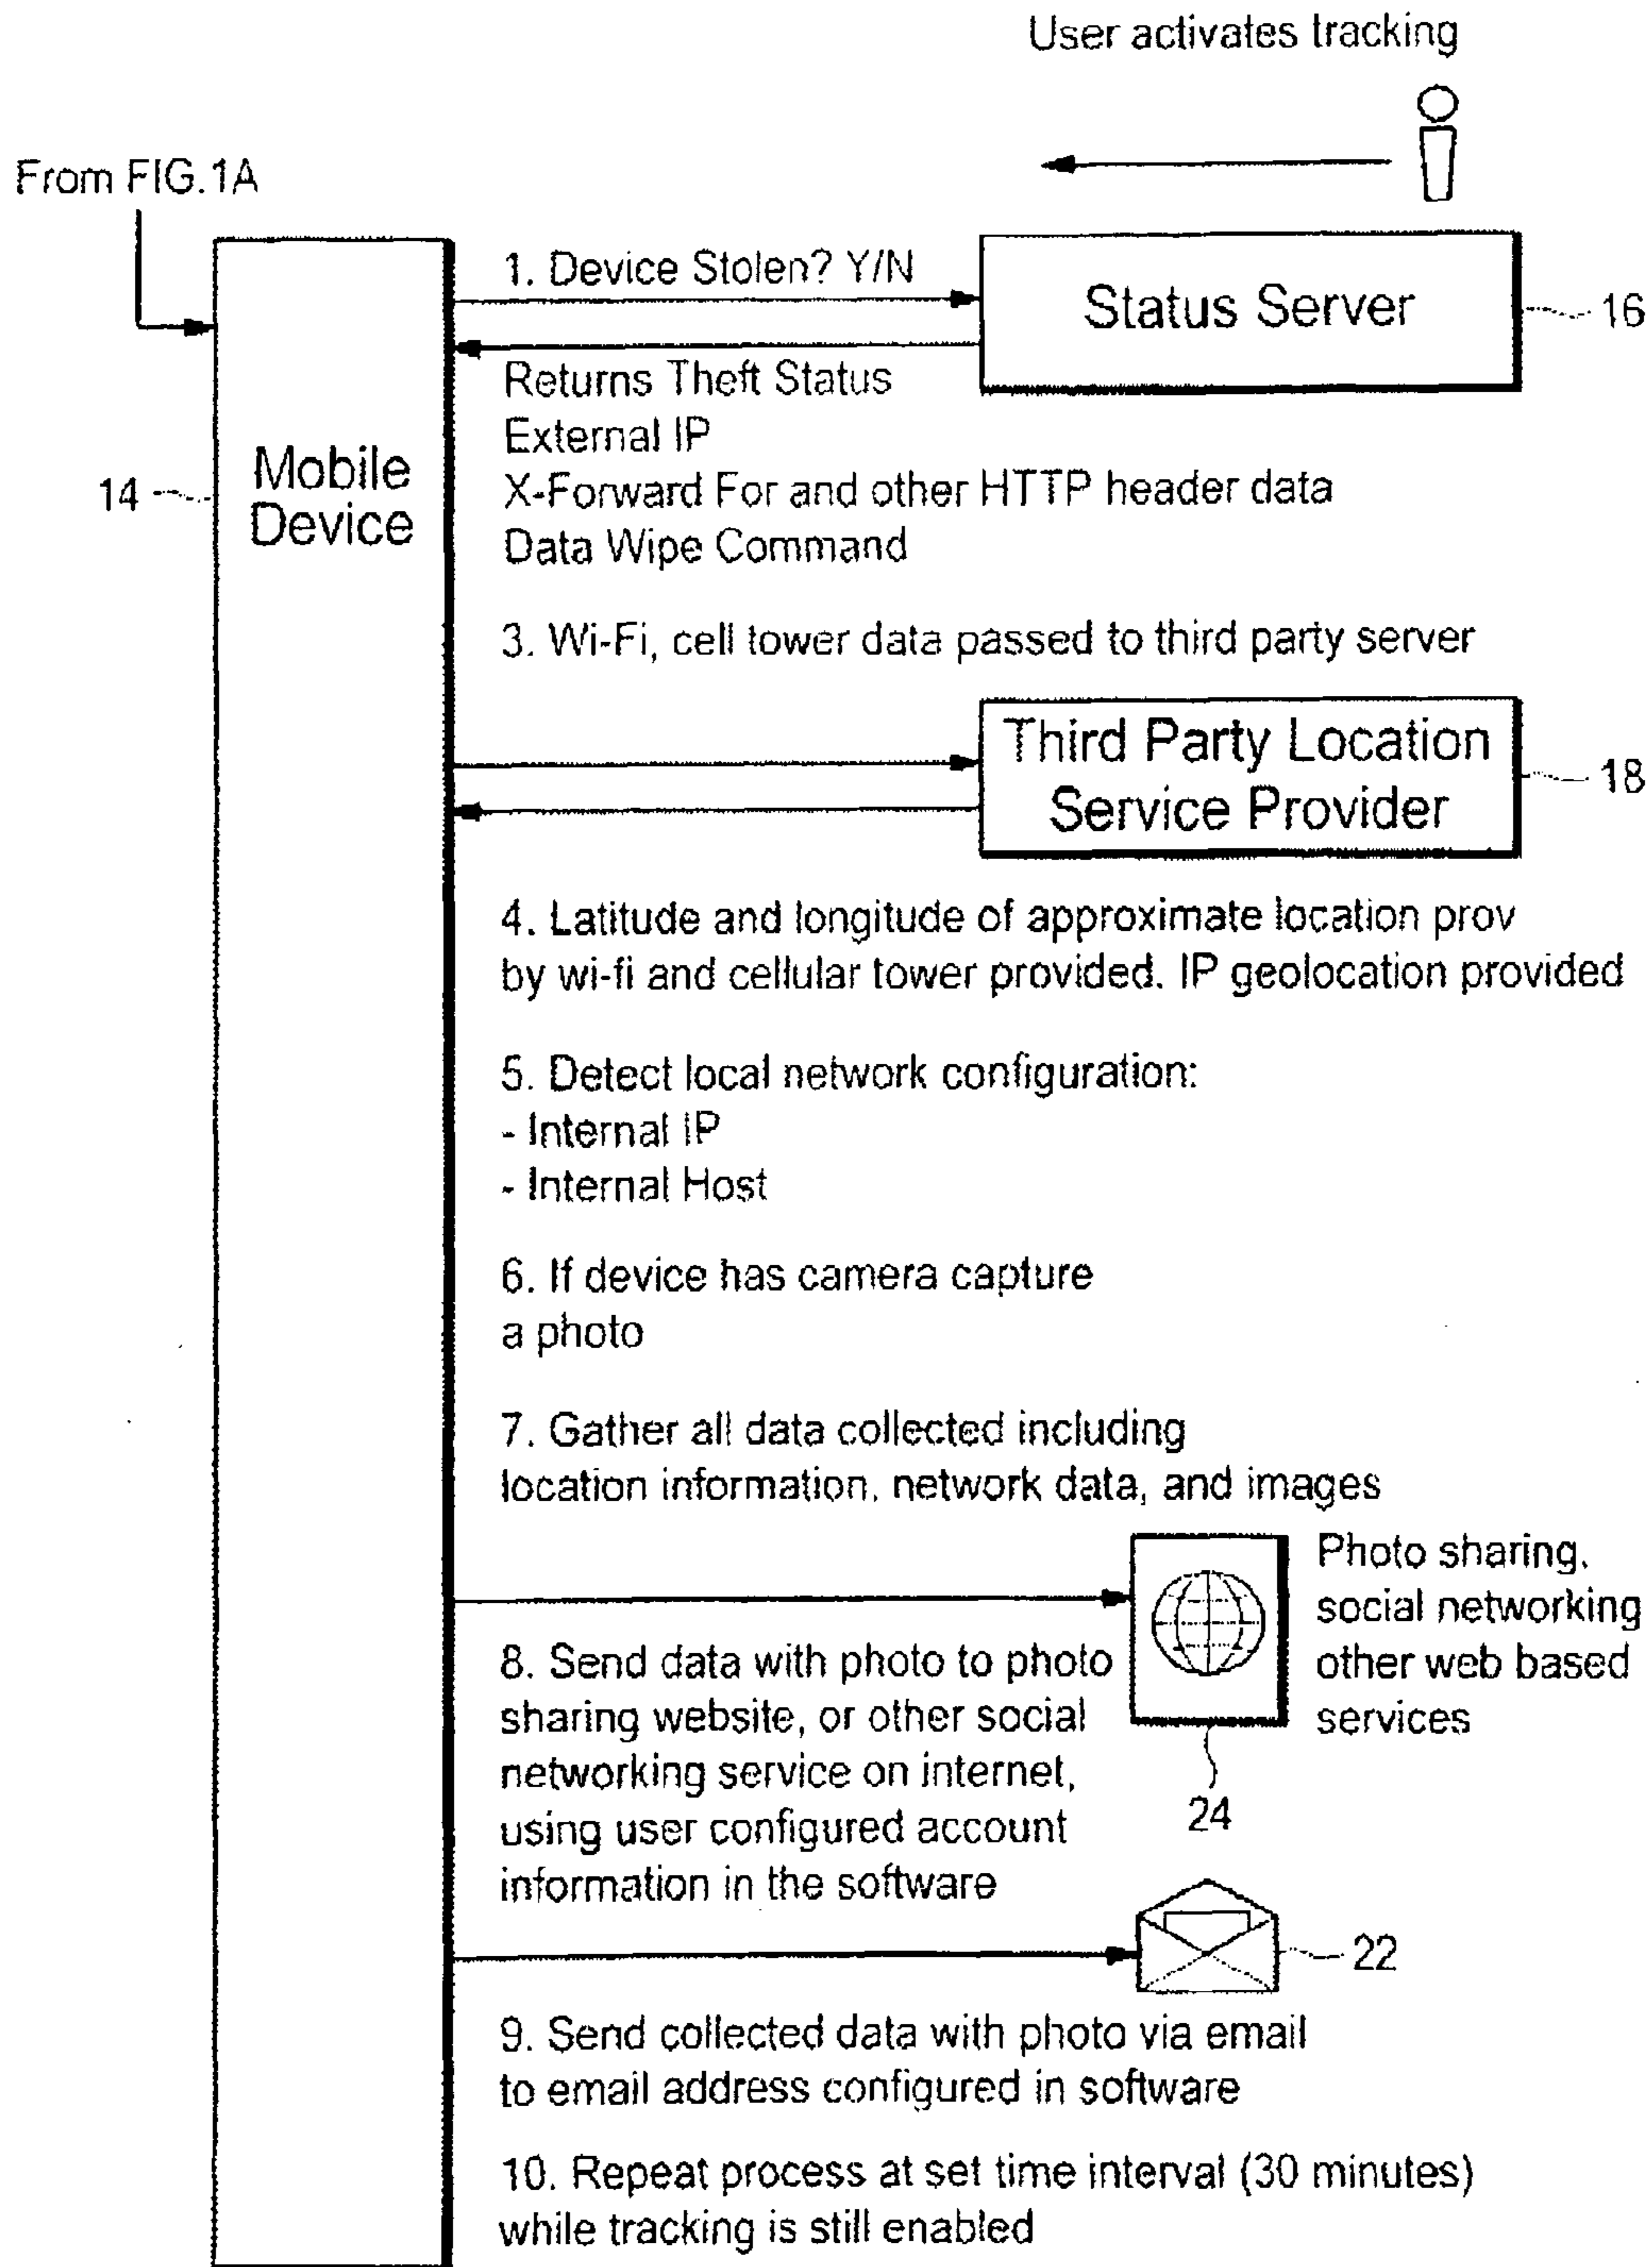 User activates tracking
From FIG.1A
1. Device Stolen? Y/N
Status Server
16
Returns Theft Status
External IP
X-Forward For and other HTTP header data
Data Wipe Command
14
Mobile
Device
3. Wi-Fi, cell tower data passed to third party server
Third Party Location
Service Provider
18
4. Latitude and longitude of approximate location prov
by wi-fi and cellular tower provided. IP geolocation provided
5. Detect local network configuration:
- Internal IP
- Internal Host
6. If device has camera capture
a photo
7. Gather all data collected including
location information, network data, and images
Photo sharing,
social networking
other web based
services
24
8. Send data with photo to photo
sharing website, or other social
networking service on internet,
using user configured account
information in the software
22
9. Send collected data with photo via email
to email address configured in software
10. Repeat process at set time interval (30 minutes)
while tracking is still enabled